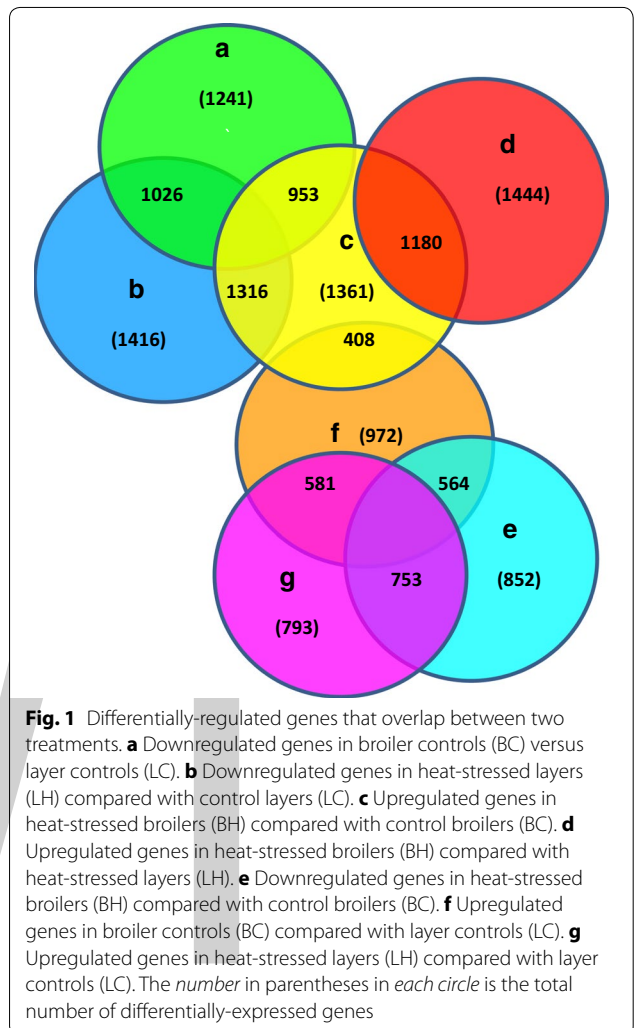 a
(1241)
d
1026
953
(1444)
c
1180
b
1316
(1361)
(1416)
408
f (972)
581
564
e
g
753
(852)
(793)
Fig. 1 Differentially-regulated genes that overlap between two
treatments. a Downregulated genes in broiler controls (BC) versus
layer controls (LC). b Downregulated genes in heat-stressed layers
(LH) compared with control layers (LC). c Upregulated genes in
heat-stressed broilers (BH) compared with control broilers (BC). d
Upregulated genes in heat-stressed broilers (BH) compared with
heat-stressed layers (LH). e Downregulated genes in heat-stressed
broilers (BH) compared with control broilers (BC). f Upregulated
genes in broiler controls (BC) compared with layer controls (LC). g
Upregulated genes in heat-stressed layers (LH) compared with layer
controls (LC). The number in parentheses in each circle is the total
number of differentially-expressed genes